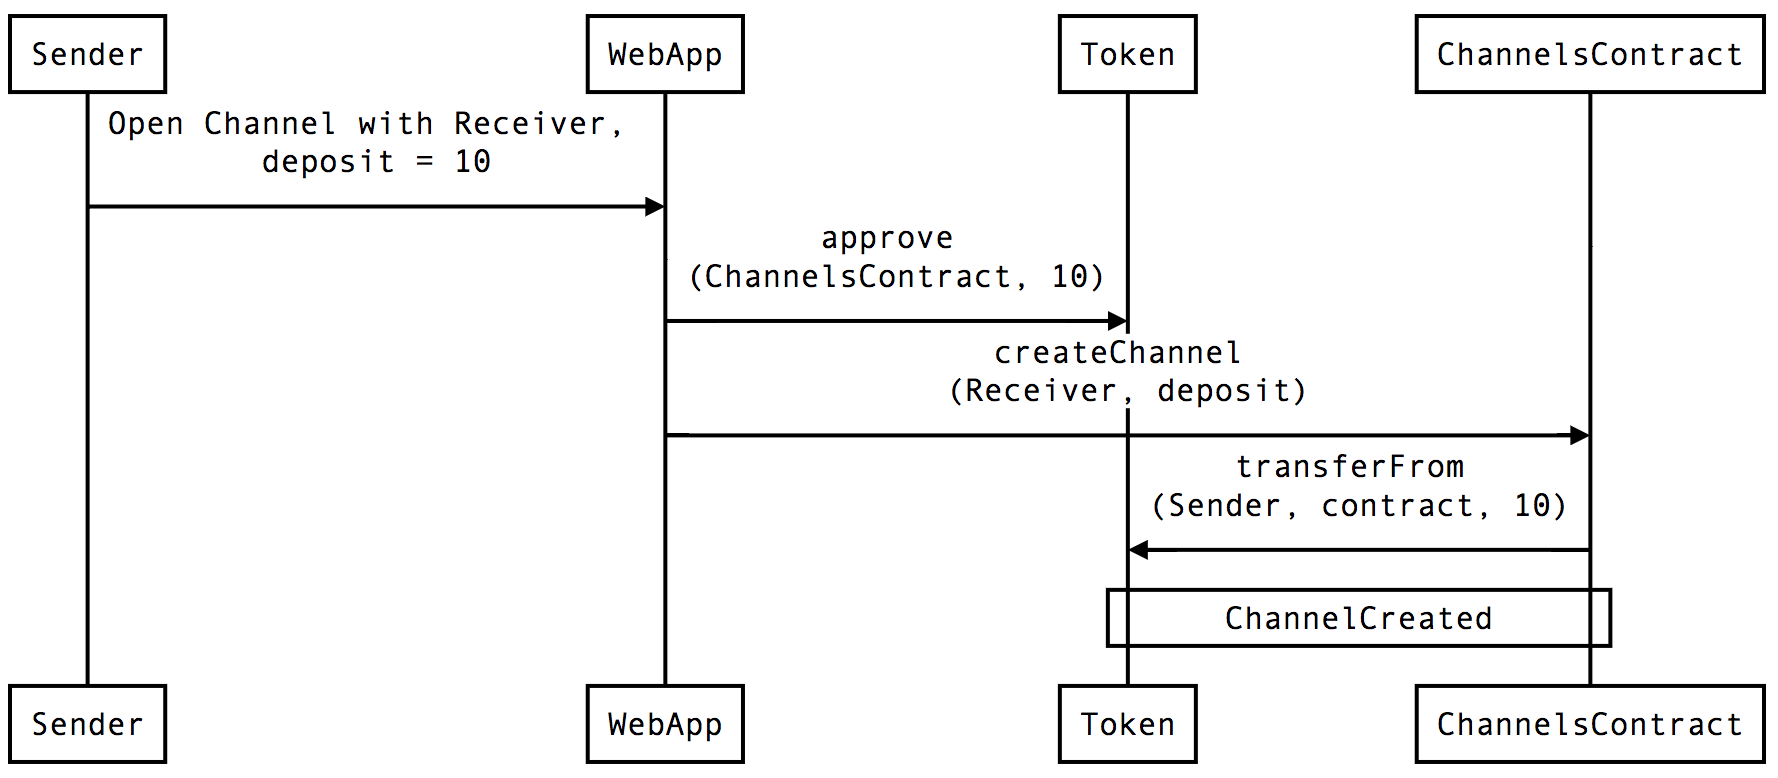 Sender
WebApp
Token
ChannelsContract
Open Channel with Receiver,
deposit = 10
approve
(ChannelsContract, 10)
createChannel
(Receiver, deposit)
transferFrom
(Sender, contract, 10)
ChannelCreated
Sender
WebApp
Token
ChannelsContract